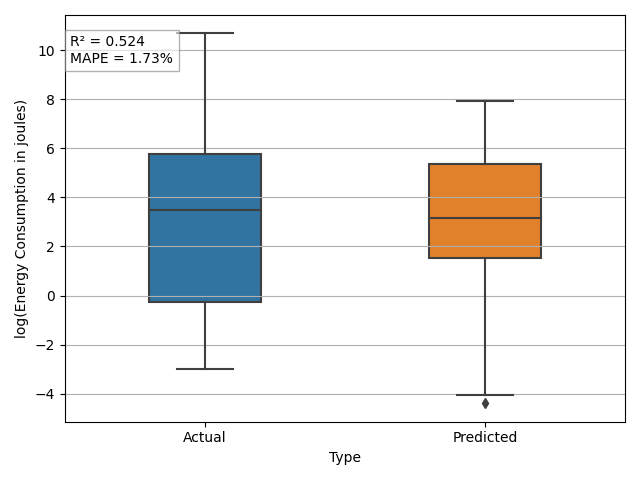 R² = 0.524
MAPE = 1.73%
log(Energy Consumption in joules)
10
8
6
4
2
0
−2
−4
Actual
Predicted
Type